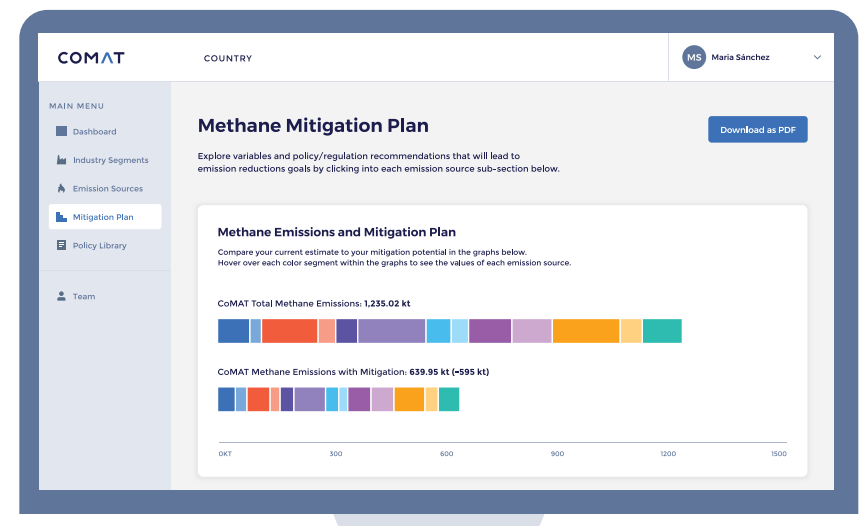 COMAT
COUNTRY
MS
Maria Sánchez
MAIN MENU
Dashboard
Industry Segments
Emission Sources
Mitigation Plan
Policy Library
Team
Methane Mitigation Plan
Download as PDF
Explore variables and policy/regulation recommendations that will lead to
emission reductions goals by clicking into each emission source sub-section below.
Methane Emissions and Mitigation Plan
Compare your current estimate to your mitigation potential in the graphs below.
Hover over each color segment within the graphs to see the values of each emission source.
CoMAT Total Methane Emissions: 1,235.02 kt
CoMAT Methane Emissions with Mitigation: 639.95 kt (-595 kt)
0KT 300 600 900 1200 1500